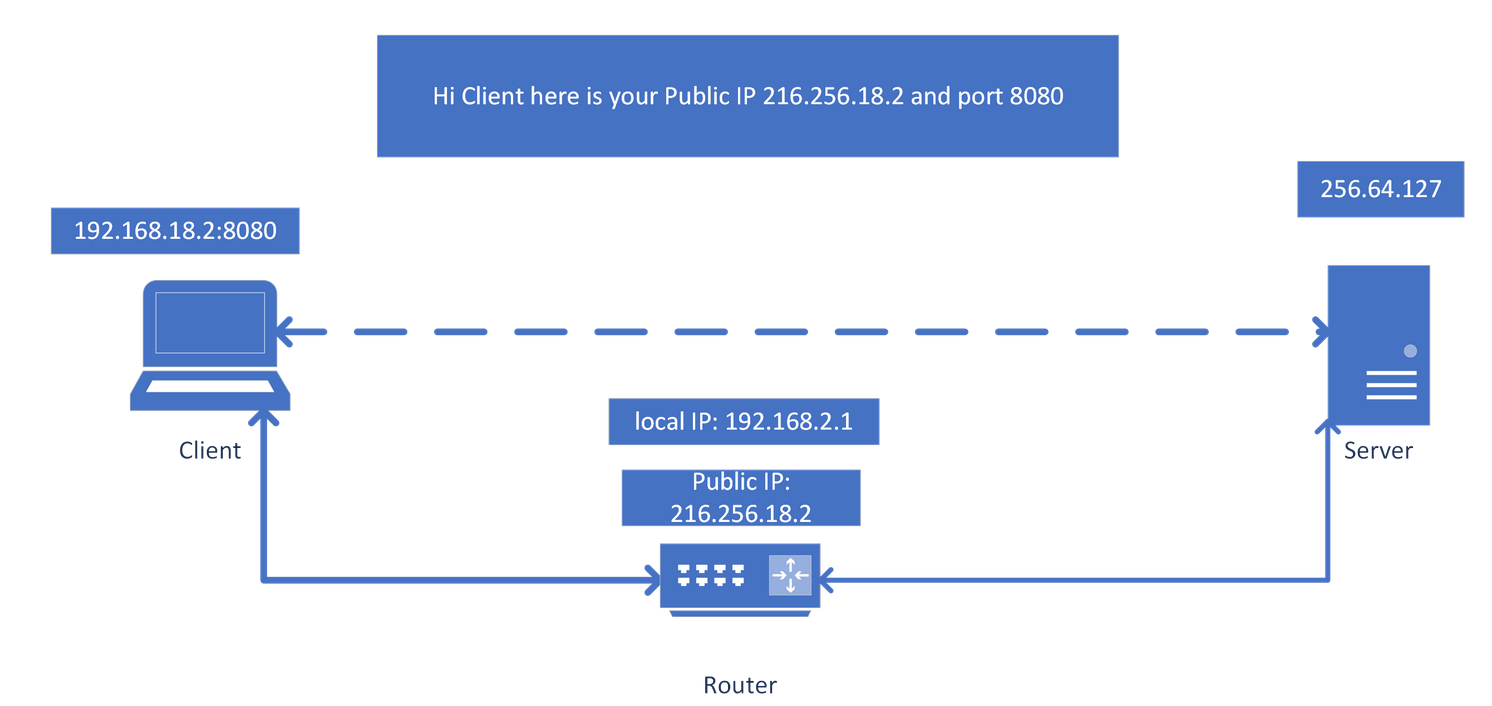 Hi Client here is your Public IP 216.256.18.2 and port 8080
256.64.127
192.168.18.2:8080
local IP: 192.168.2.1
Client
Server
Public IP:
216.256.18.2
Router